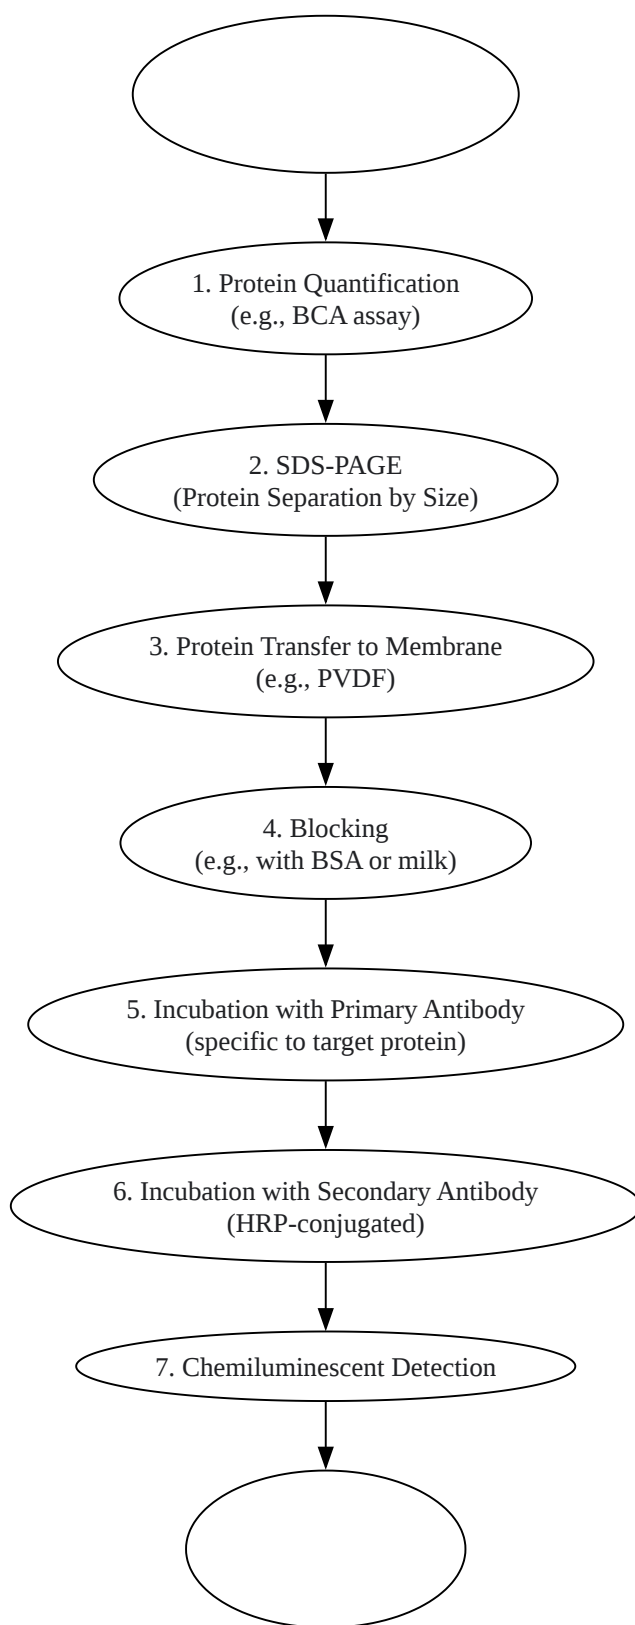 1. Protein Quantification
(e.g., BCA assay)
2. SDS-PAGE
(Protein Separation by Size)
3. Protein Transfer to Membrane
(e.g., PVDF)
4. Blocking
(e.g., with BSA or milk)
5. Incubation with Primary Antibody
(specific to target protein)
6. Incubation with Secondary Antibody
(HRP-conjugated)
7. Chemiluminescent Detection